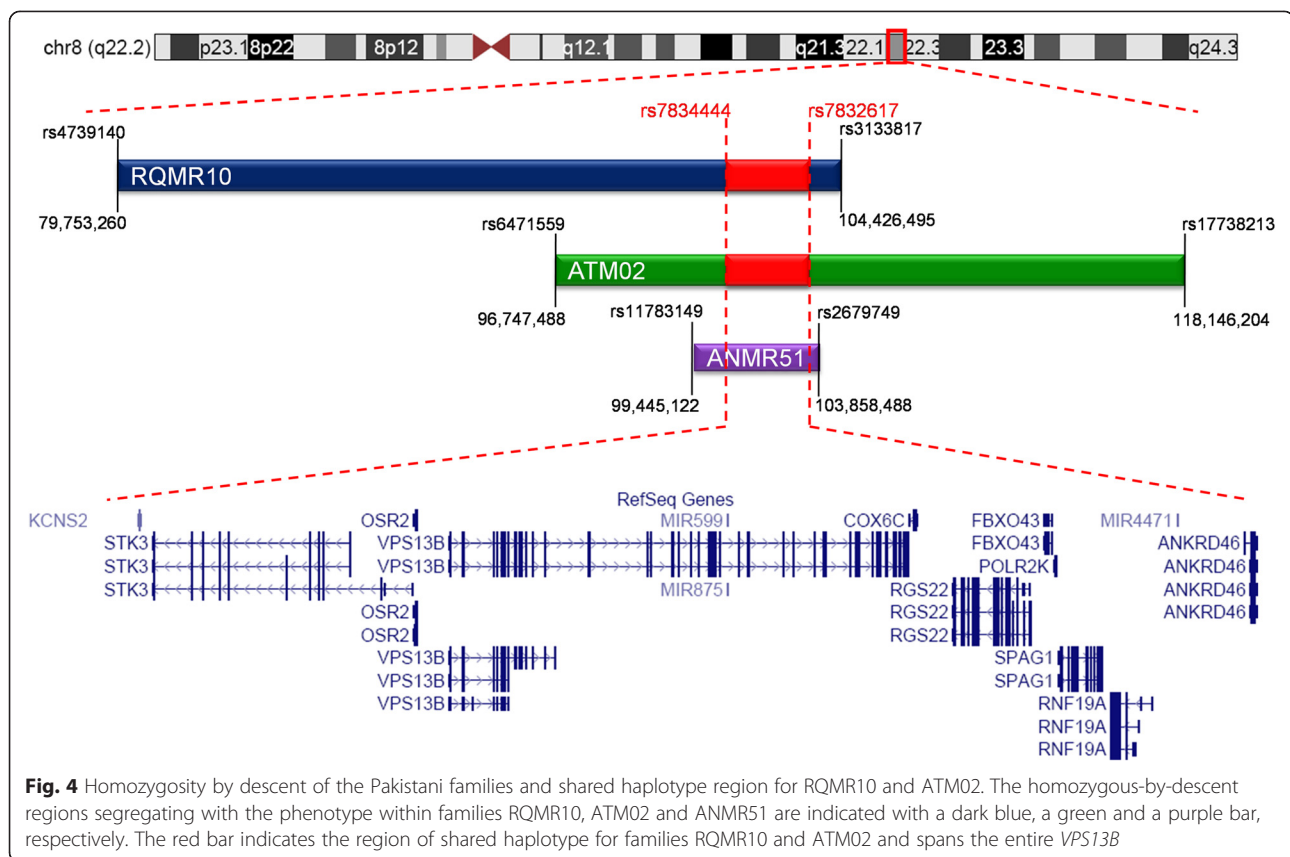 chr8 (q22.2) p23.1 8p22 8p12 q12.1 q21.3 22.1 22.3 23.3 q24.3
rs7834444 rs7832617
rs4739140 rs3133817
RQMR10
79,753,260 104,426,495
rs6471559 rs17738213
ATM02
96,747,488 118,146,204
rs11783149 rs2679749
ANMR51
99,445,122 103,858,488
RefSeq Genes
KCNS2 OSR2 MIR599 COX6C FBXO43 MIR4471
STK3 VPS13B FBXO43 ANKRD46
STK3 VPS13B POLR2K ANKRD46
STK3 MIR875 RGS22 ANKRD46
OSR2 RGS22 ANKRD46
OSR2 RGS22
VPS13B SPAG1
VPS13B SPAG1
VPS13B RNF19A
RNF19A
RNF19A
Fig. 4 Homozygosity by descent of the Pakistani families and shared haplotype region for RQMR10 and ATM02. The homozygous-by-descent
regions segregating with the phenotype within families RQMR10, ATM02 and ANMR51 are indicated with a dark blue, a green and a purple bar,
respectively. The red bar indicates the region of shared haplotype for families RQMR10 and ATM02 and spans the entire VPS13B